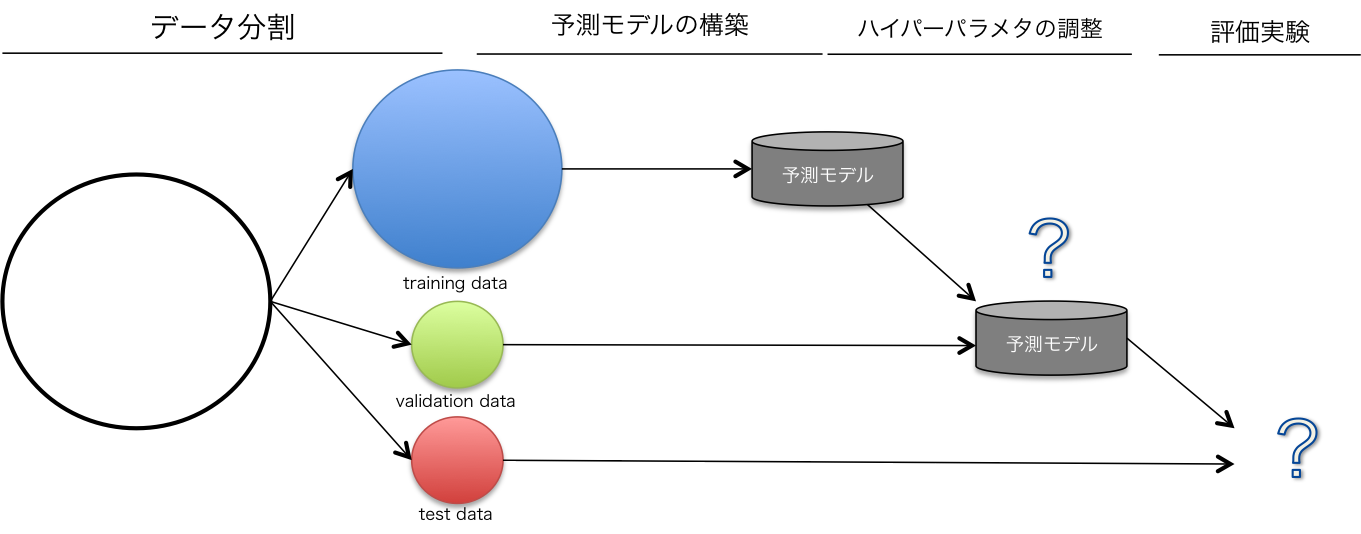 データ分割
予測モデルの構築
ハイパーパラメタの調整
評価実験
training data
予測モデル
?
validation data
予測モデル
test data
?